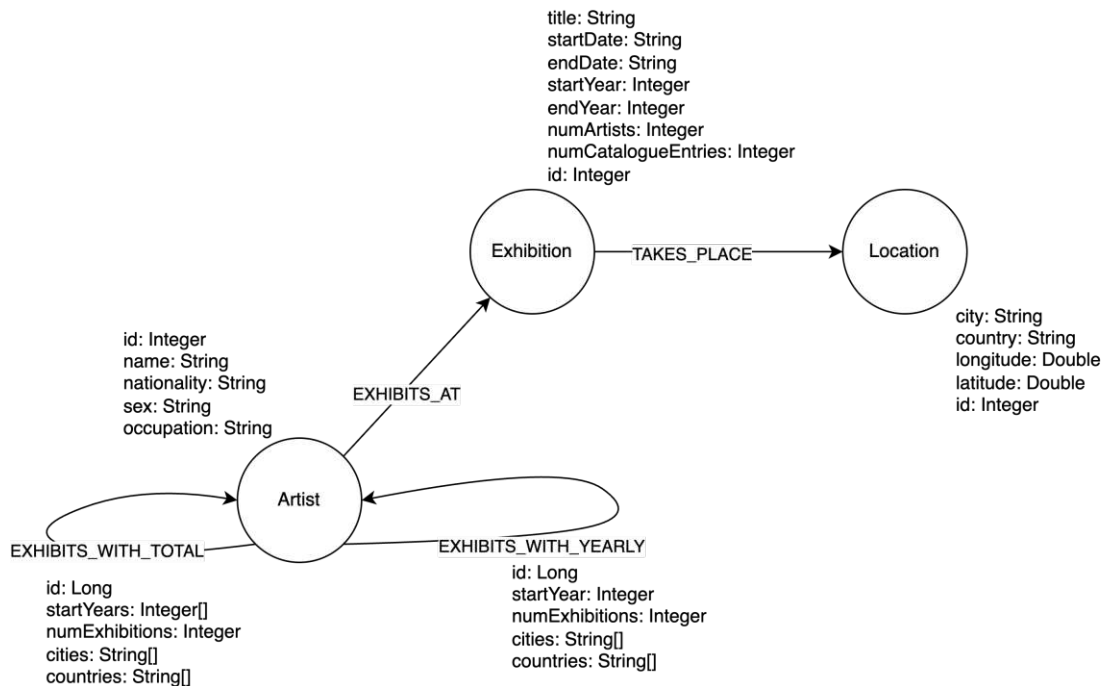 title: String
startDate: String
endDate: String
startYear: Integer
endYear: Integer
numArtists: Integer
numCatalogueEntries: Integer
id: Integer
Exhibition
TAKES_PLACE
Location
city: String
country: String
longitude: Double
latitude: Double
id: Integer
id: Integer
name: String
nationality: String
sex: String
occupation: String
EXHIBITS_AT
Artist
EXHIBITS_WITH_TOTAL
id: Long
startYears: Integer[]
numExhibitions: Integer
cities: String[]
countries: String[]
EXHIBITS_WITH_YEARLY
id: Long
startYear: Integer
numExhibitions: Integer
cities: String[]
countries: String[]